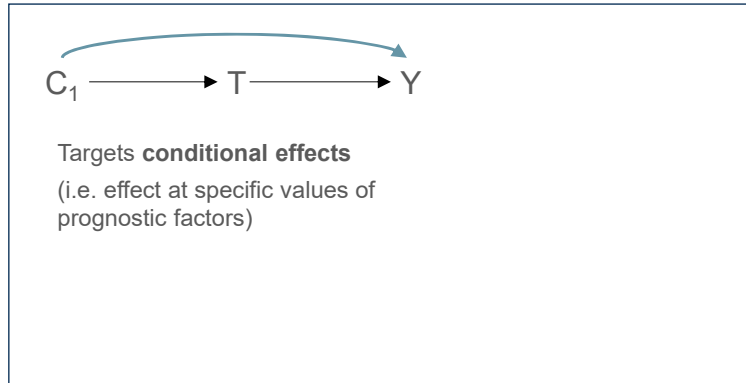 C₁ T Y
Targets conditional effects
(i.e. effect at specific values of
prognostic factors)